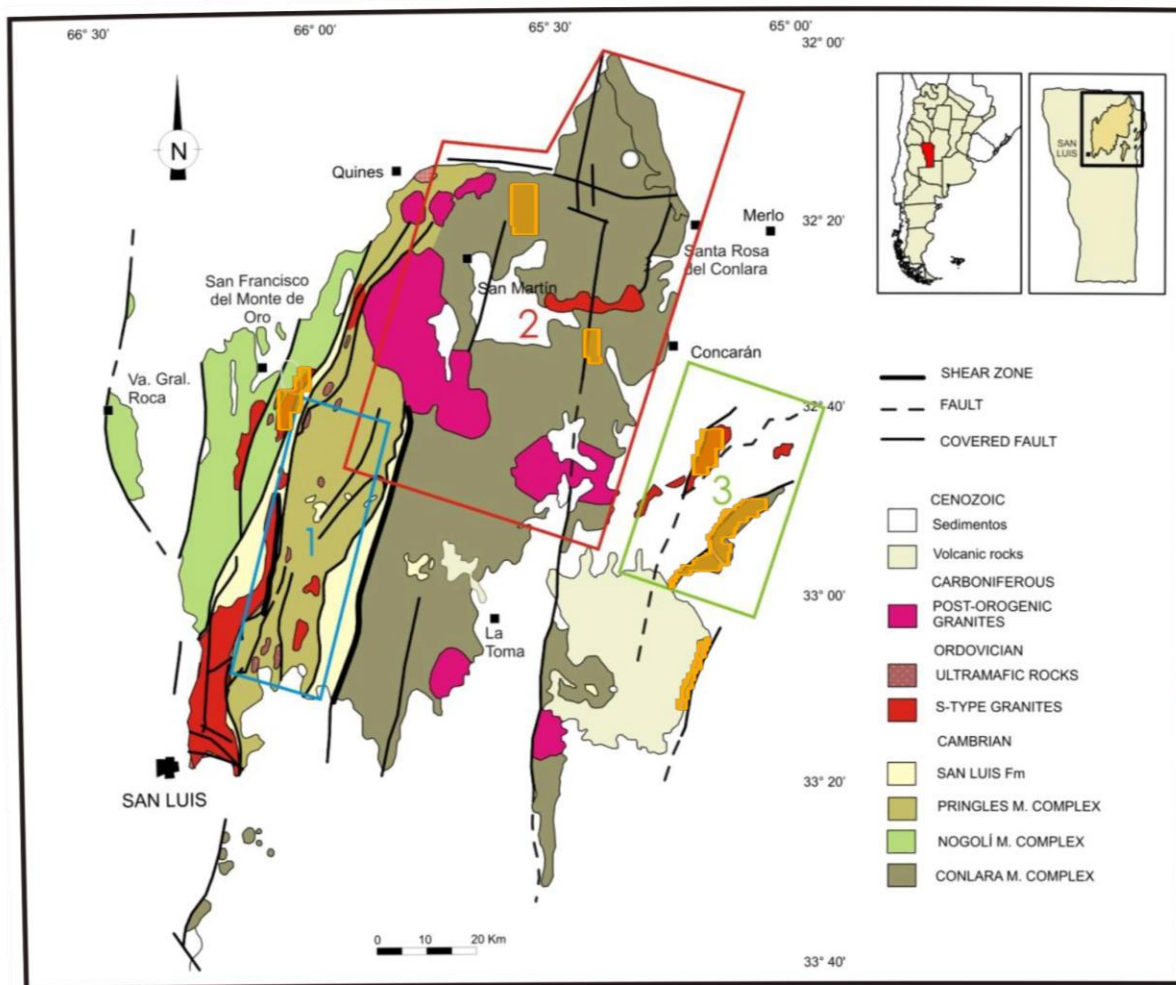 66° 30'
66° 00'
65° 30'
65° 00'
32° 00'
N
Quines
32° 20'
Merlo
Santa Rosa
del Conlara
San Martín
San Francisco
del Monte de
Oro
2
Concarán
Va. Gral.
Roca
32° 40'
3
1
33° 00'
La
Toma
33° 20'
SAN LUIS
0 10 20 Km
33° 40'
SAN
LUIS
SHEAR ZONE
FAULT
COVERED FAULT
CENOZOIC
Sedimentos
Volcanic rocks
CARBONIFEROUS
POST-OROGENIC
GRANITES
ORDOVICIAN
ULTRAMAFIC ROCKS
S-TYPE GRANITES
CAMBRIAN
SAN LUIS Fm
PRINGLES M. COMPLEX
NOGOLÍ M. COMPLEX
CONLARA M. COMPLEX